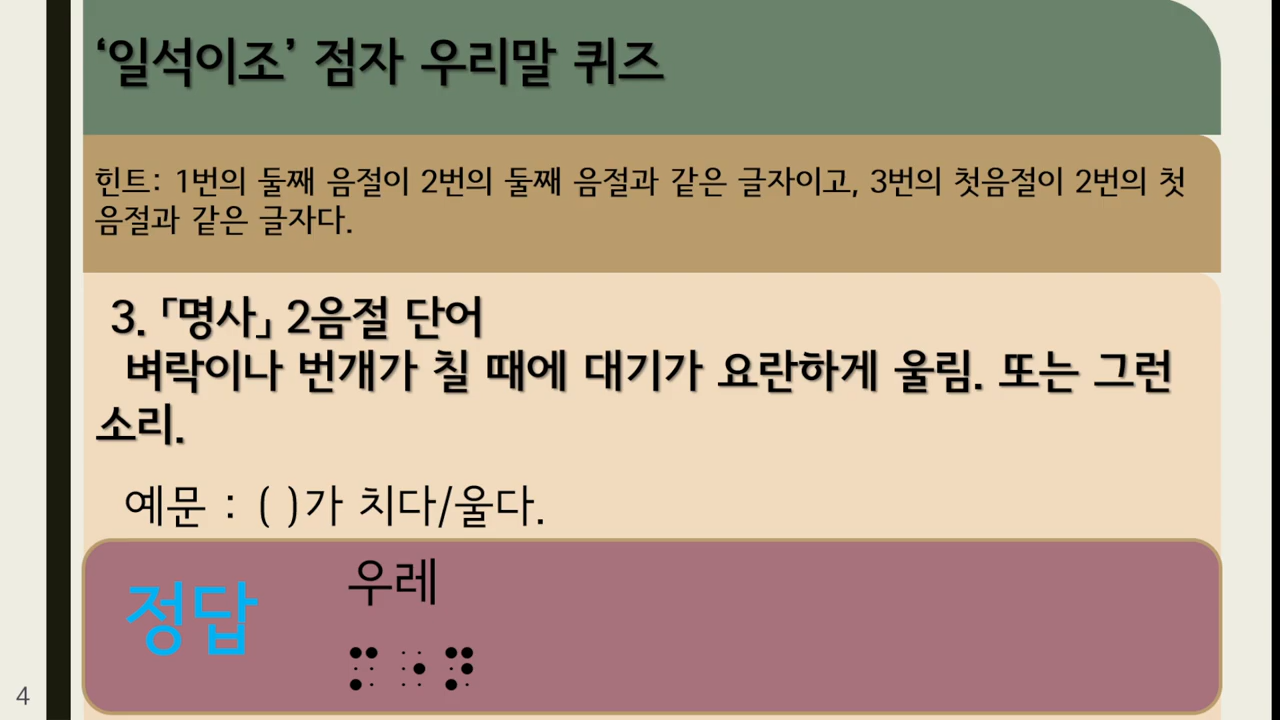 ‘일석이조’ 점자 우리말 퀴즈
힌트: 1번의 둘째 음절이 2번의 둘째 음절과 같은 글자이고, 3번의 첫음절이 2번의 첫
음절과 같은 글자다.
3. ｢명사｣ 2음절 단어
벼락이나 번개가 칠 때에 대기가 요란하게 울림. 또는 그런
소리.
예문 : ( )가 치다/울다.
우레
정답
⠍⠐⠝
4